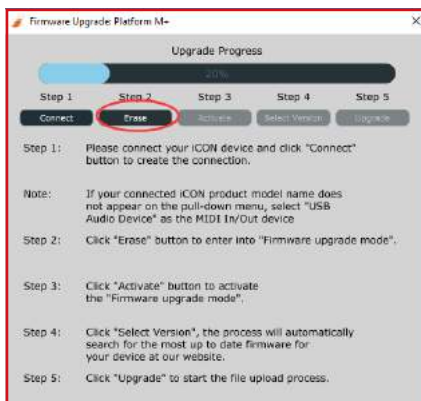 Firmware Upgrade: Platform M+
Upgrade Progress
20%
Step 1 Step 2 Step 3 Step 4 Step 5
Connect Erase Activate Select Version Upgrade
Step 1: Please connect your iCON device and click "Connect"
button to create the connection.
Note: If your connected iCON product model name does
not appear on the pull-down menu, select "USB
Audio Device" as the MIDI In/Out device
Step 2: Click "Erase" button to enter into "Firmware upgrade mode".
Step 3: Click "Activate" button to activate
the "Firmware upgrade mode".
Step 4: Click "Select Version", the process will automatically
search for the most up to date firmware for
your device at our website.
Step 5: Click "Upgrade" to start the file upload process.